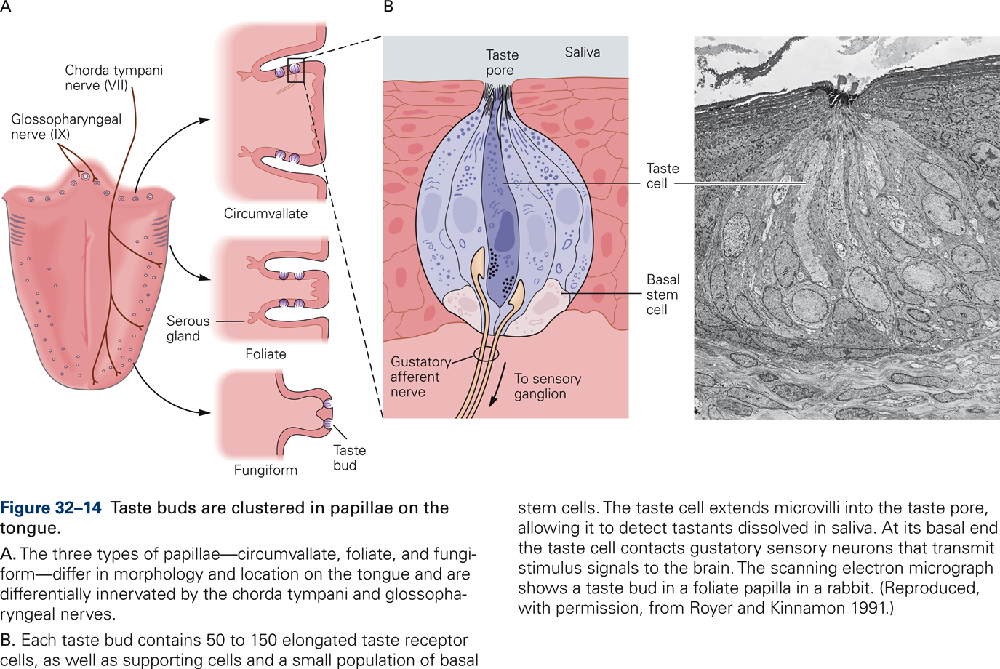 A
Chorda tympani
nerve (VII)
Glossopharyngeal
nerve (IX)
Circumvallate
Serous
gland
Foliate
Fungiform
Taste
bud
B
Taste
pore
Saliva
Taste
cell
Basal
stem
cell
Gustatory
afferent
nerve
To sensory
ganglion
Figure 32–14 Taste buds are clustered in papillae on the
tongue.
A. The three types of papillae—circumvallate, foliate, and fungi-
form—differ in morphology and location on the tongue and are
differentially innervated by the chorda tympani and glossopha-
ryngeal nerves.
B. Each taste bud contains 50 to 150 elongated taste receptor
cells, as well as supporting cells and a small population of basal
stem cells. The taste cell extends microvilli into the taste pore,
allowing it to detect tastants dissolved in saliva. At its basal end
the taste cell contacts gustatory sensory neurons that transmit
stimulus signals to the brain. The scanning electron micrograph
shows a taste bud in a foliate papilla in a rabbit. (Reproduced,
with permission, from Royer and Kinnamon 1991.)